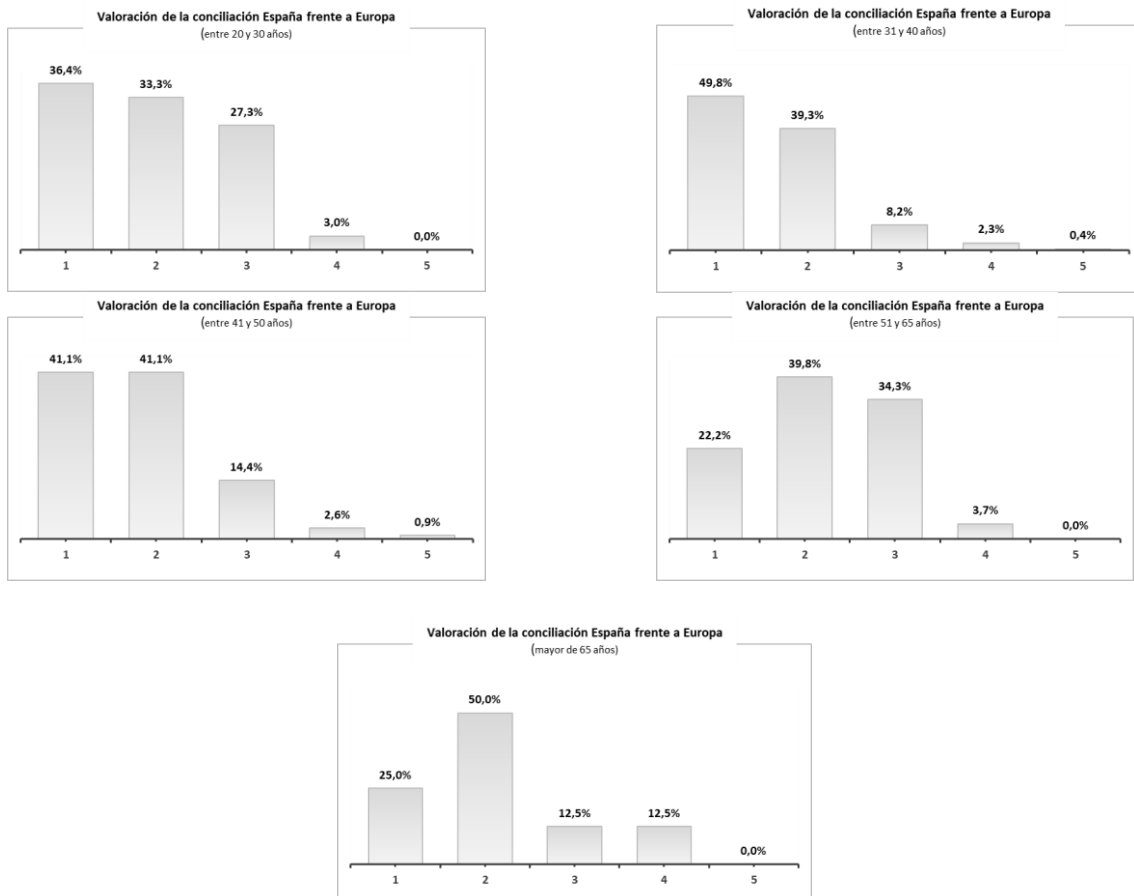 Valoración de la conciliación España frente a Europa
(entre 20 y 30 años)
36,4%
33,3%
27,3%
3,0%
0,0%
1 2 3 4 5
Valoración de la conciliación España frente a Europa
(entre 31 y 40 años)
49,8%
39,3%
8,2%
2,3%
0,4%
1 2 3 4 5
Valoración de la conciliación España frente a Europa
(entre 41 y 50 años)
41,1%
41,1%
14,4%
2,6%
0,9%
1 2 3 4 5
Valoración de la conciliación España frente a Europa
(entre 51 y 65 años)
22,2%
39,8%
34,3%
3,7%
0,0%
1 2 3 4 5
Valoración de la conciliación España frente a Europa
(mayor de 65 años)
25,0%
50,0%
12,5%
12,5%
0,0%
1 2 3 4 5